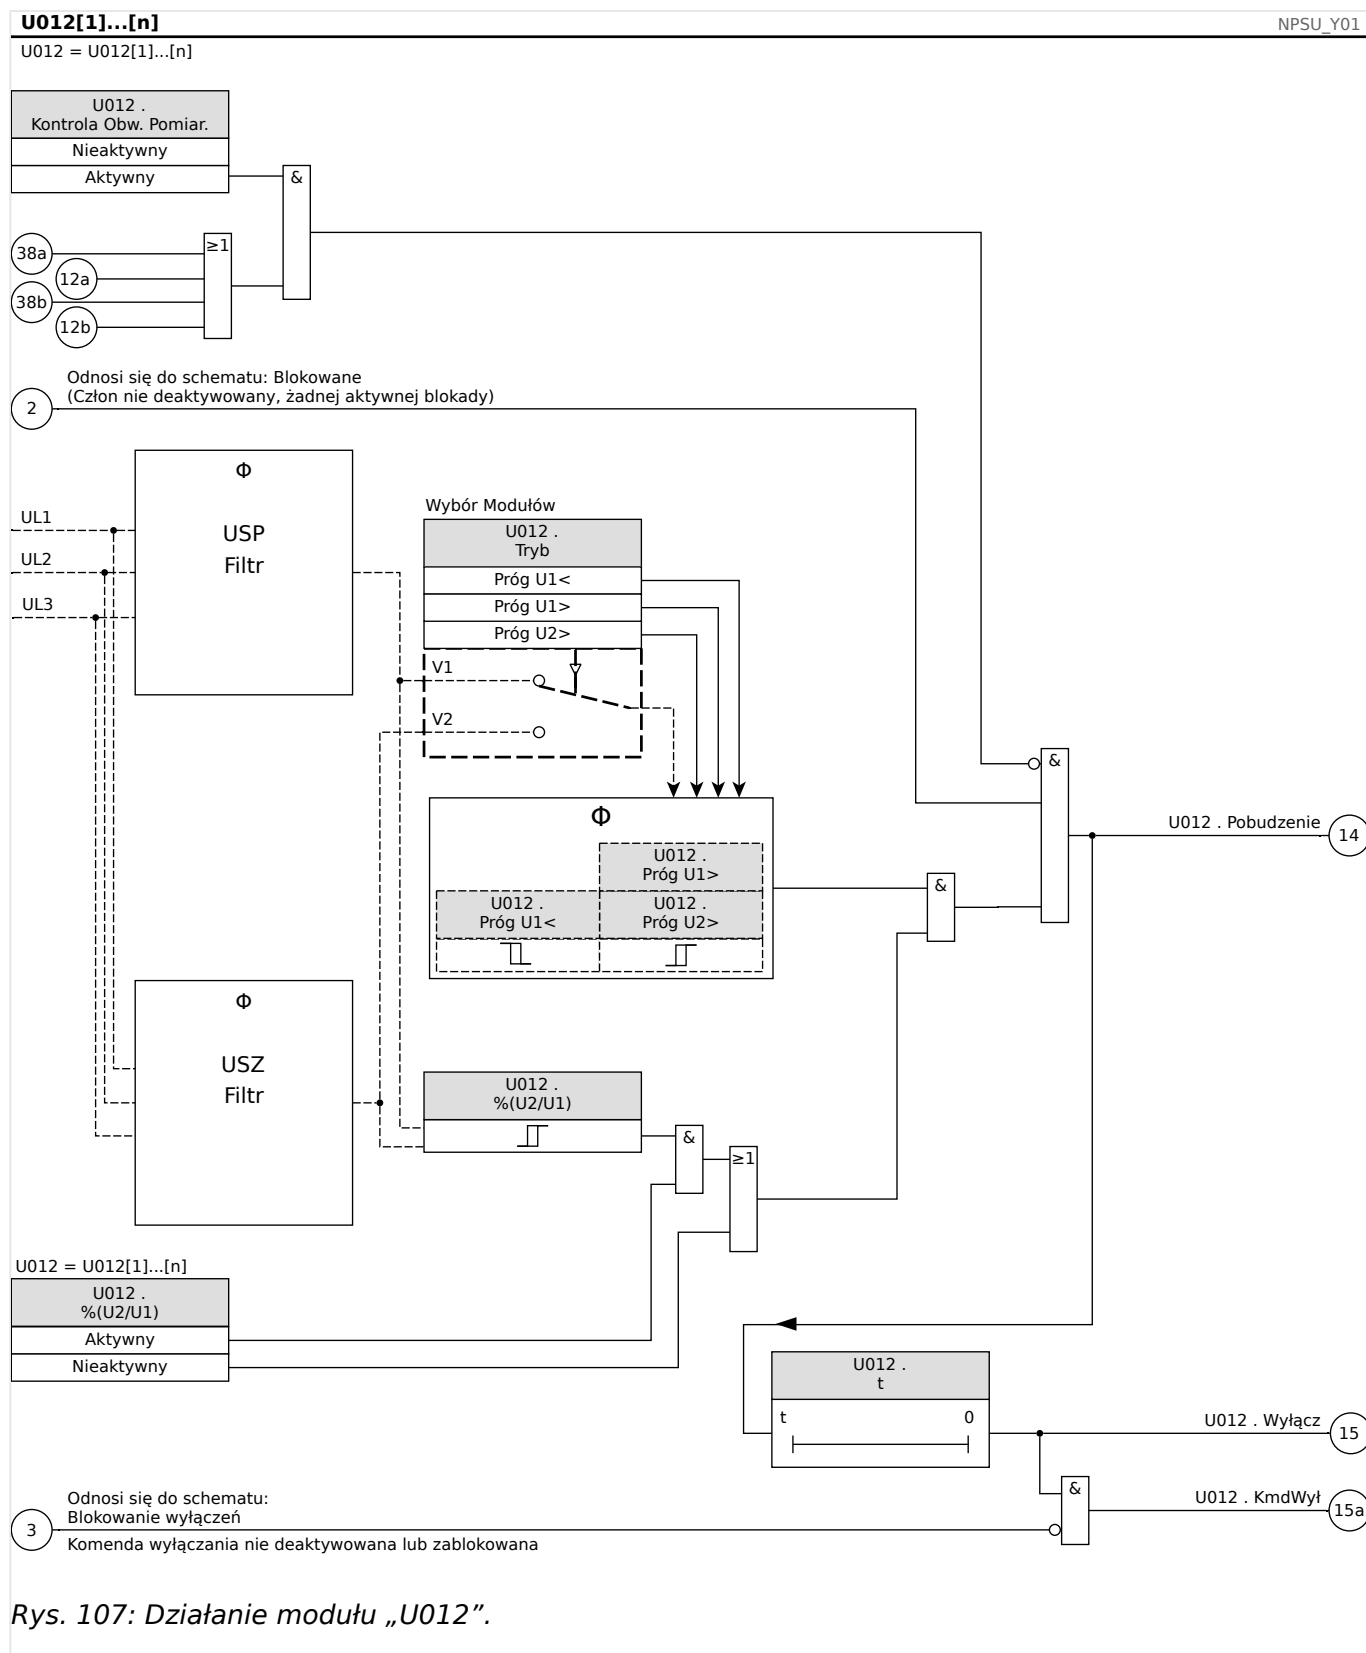 U012[1]...[n]
NPSU_Y01
U012 = U012[1]...[n]
U012 .
Kontrola Obw. Pomiar.
Nieaktywny
Aktywny
&
≥1
38a
12a
38b
12b
Odnosi się do schematu: Blokowane
(Człon nie deaktywowany, żadnej aktywnej blokady)
2
Φ
USP
Filtr
UL1
UL2
UL3
Wybór Modułów
U012 .
Tryb
Próg U1<
Próg U1>
Próg U2>
V1
V2
&
U012 . Pobudzenie
14
Φ
U012 .
Próg U1>
U012 .
Próg U1<
U012 .
Próg U2>
&
Φ
USZ
Filtr
U012 .
%(U2/U1)
&
≥1
U012 = U012[1]...[n]
U012 .
%(U2/U1)
Aktywny
Nieaktywny
U012 .
t
t 0
U012 . Wyłącz
15
&
U012 . KmdWył
15a
Odnosi się do schematu:
Blokowanie wyłączeń
3
Komenda wyłączania nie deaktywowana lub zablokowana
Rys. 107: Działanie modułu „U012”.